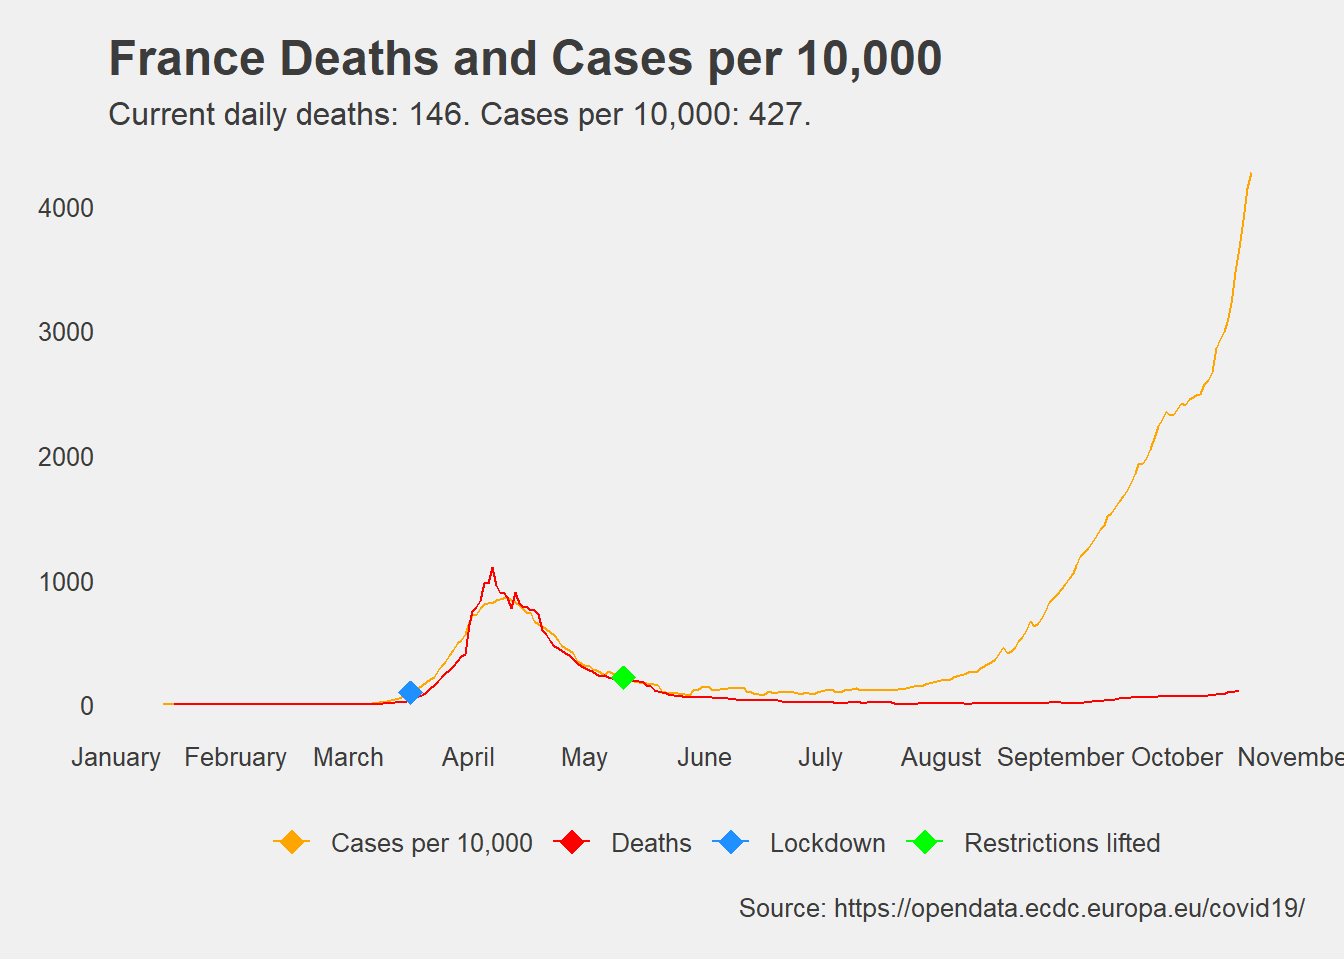 France Deaths and Cases per 10,000
Current daily deaths: 146. Cases per 10,000: 427.
4000
3000
2000
1000
0
January February March April May June July August September October Novembe
Cases per 10,000 Deaths Lockdown Restrictions lifted
Source: https://opendata.ecdc.europa.eu/covid19/